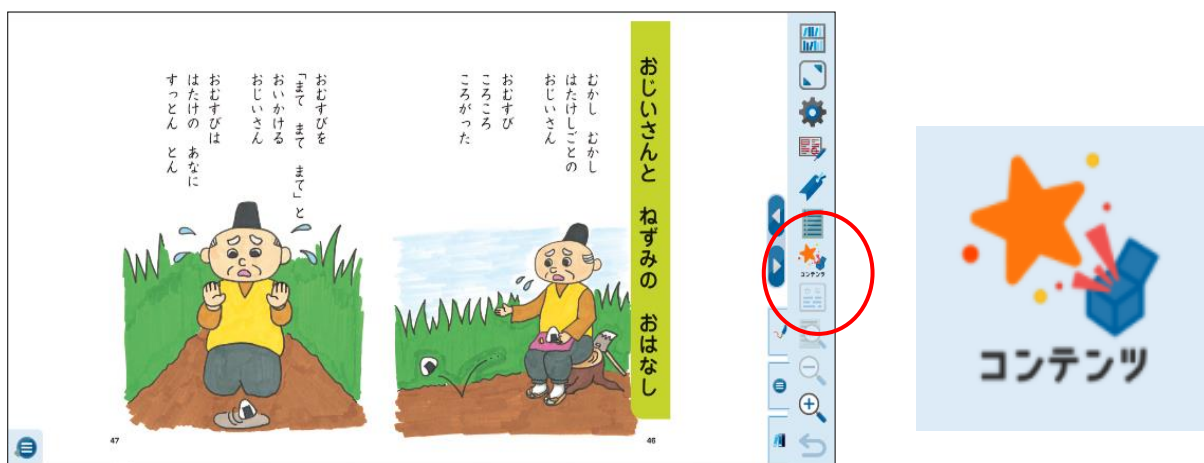 おじいさんと ねずみの おはなし
むかし むかし
はたけしごとの
おじいさん
おむすび
ころころ
ころがった
46
おむすびを
「まて まて まて」と
おいかける
おじいさん
おむすびは
はたけの あなに
すっとん とん
47
コンテンツ
コンテンツ